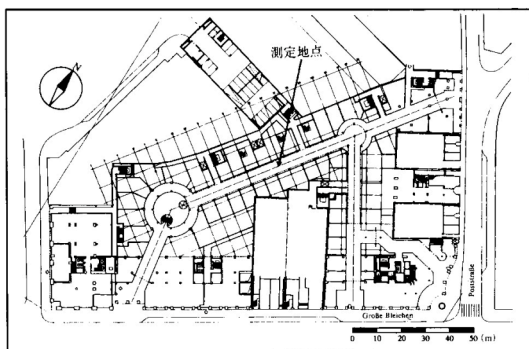 測定地点
N
Poststraße
Große Bleichen
0 10 20 30 40 50 (m)